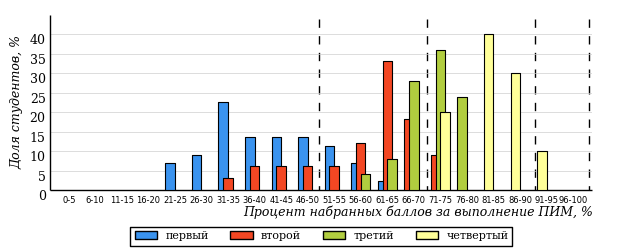 Доля студентов, %
40
35
30
25
20
15
10
5
0
0-5 6-10 11-15 16-20 21-25 26-30 31-35 36-40 41-45 46-50 51-55 56-60 61-65 66-70 71-75 76-80 81-85 86-90 91-95 96-100
Процент набранных баллов за выполнение ПИМ, %
первый второй третий четвертый